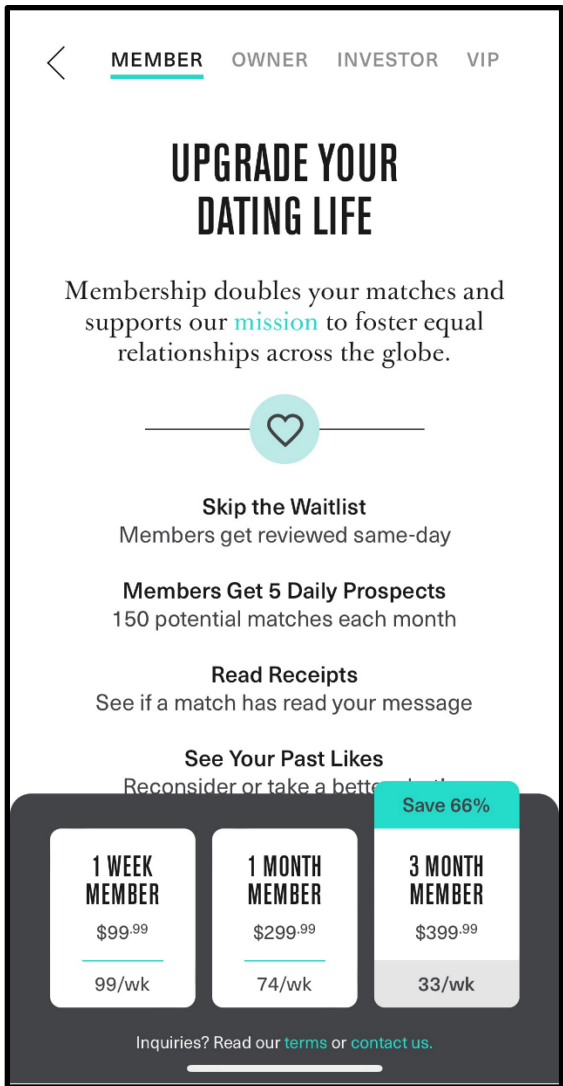 MEMBER OWNER INVESTOR VIP
UPGRADE YOUR
DATING LIFE
Membership doubles your matches and
supports our mission to foster equal
relationships across the globe.
Skip the Waitlist
Members get reviewed same-day
Members Get 5 Daily Prospects
150 potential matches each month
Read Receipts
See if a match has read your message
See Your Past Likes
Reconsider or take a bette
Save 66%
1 WEEK
MEMBER
$99.99
99/wk
1 MONTH
MEMBER
$299.99
74/wk
3 MONTH
MEMBER
$399.99
33/wk
Inquiries? Read our terms or contact us.